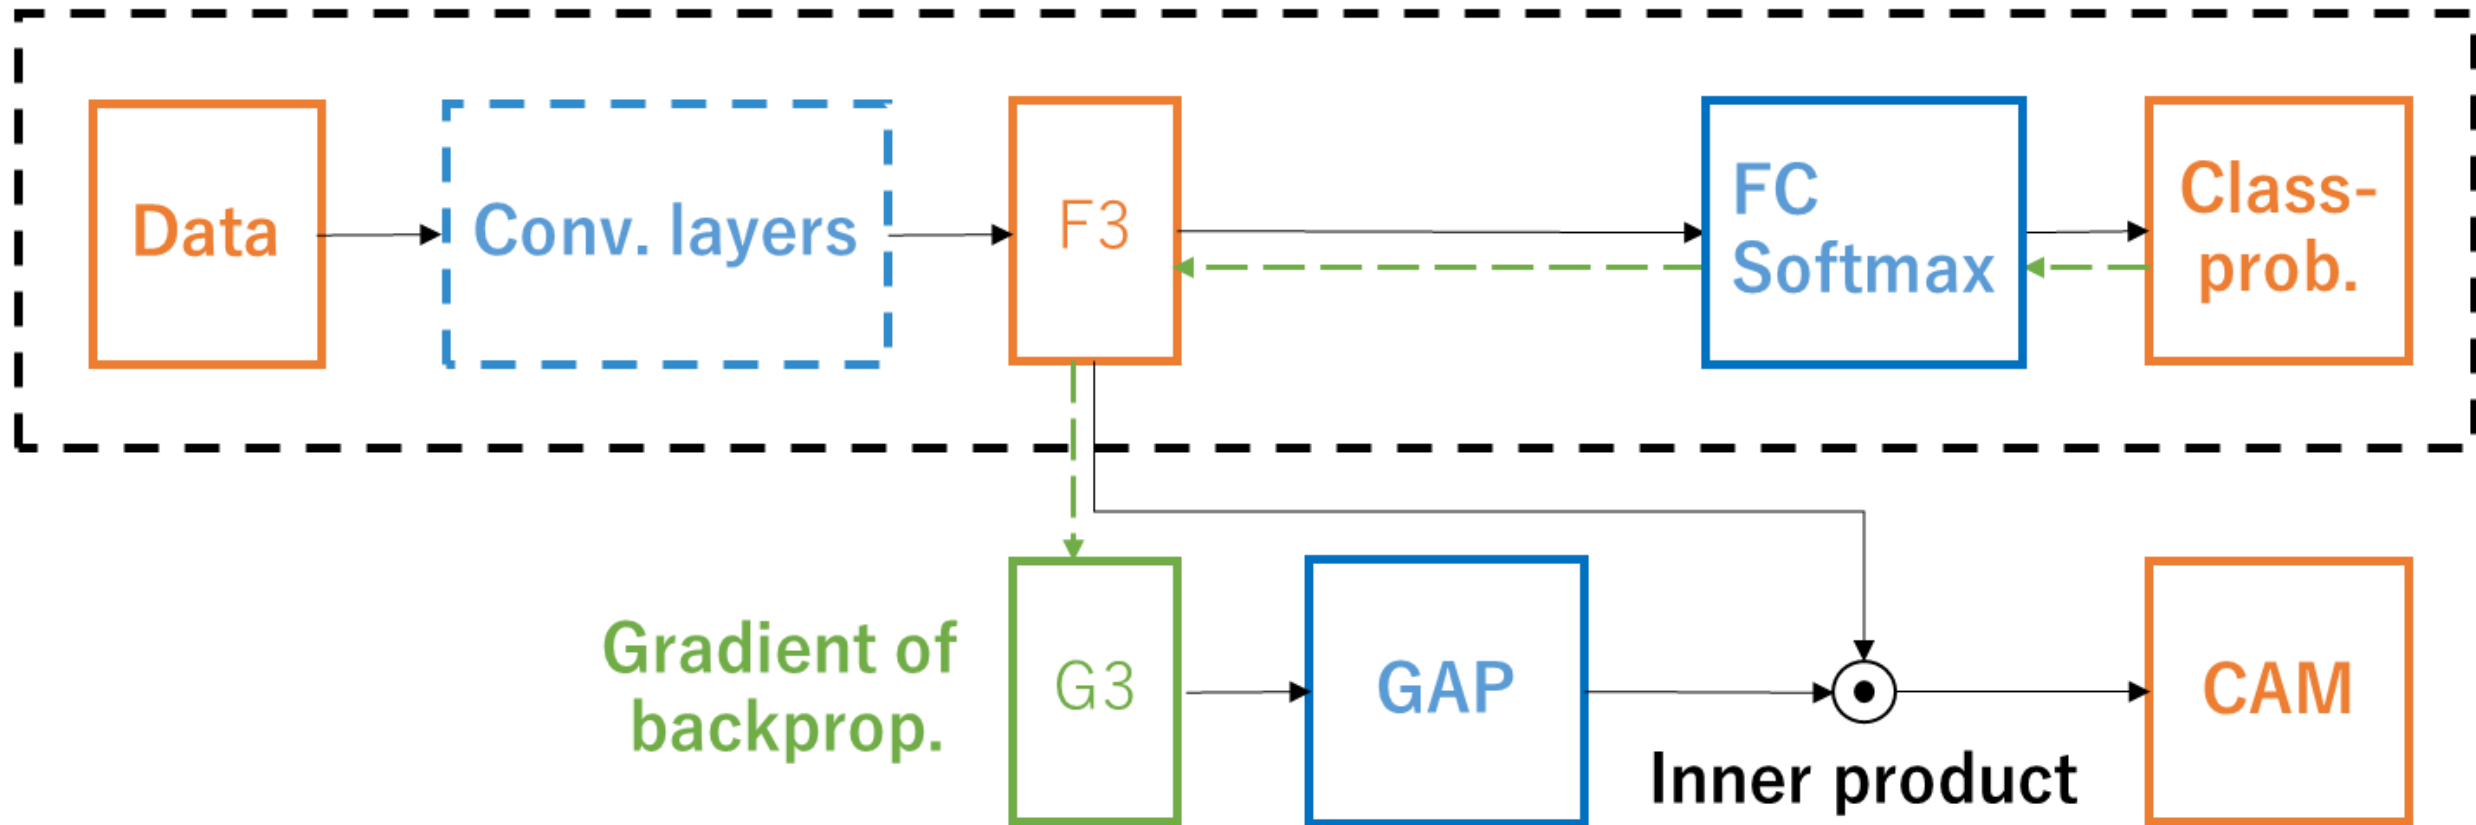 Data
Conv. layers
F3
FC
Softmax
Class-
prob.
Gradient of
backprop.
G3
GAP
Inner product
CAM